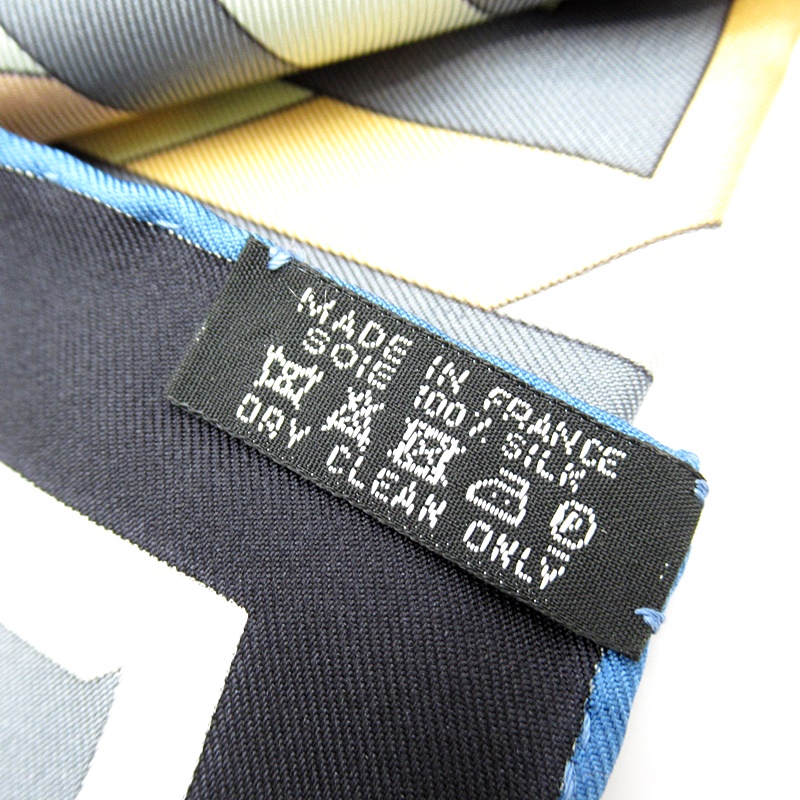 MADE IN FRANCE
SOIE 100% SILK
P
DRY CLEAN ONLY